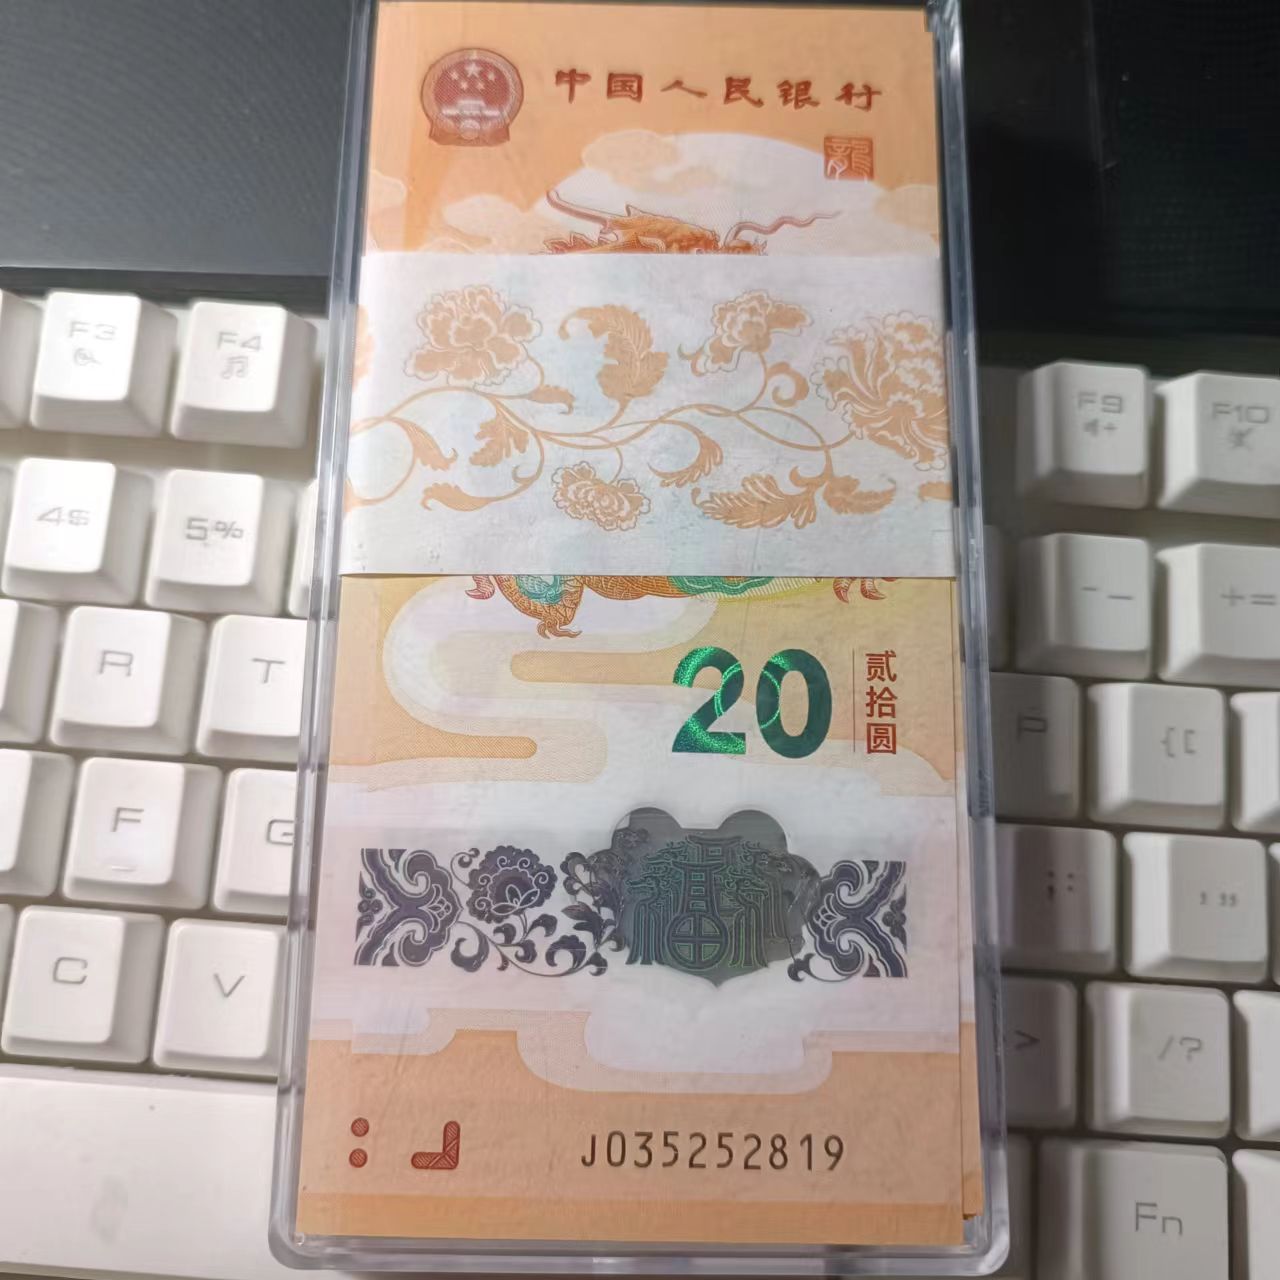 中国人民银行
龍
F3
F4
F9
F10
4$
5%
- _
+ =
R
T
P
{ [
20
贰
拾
圆
F
G
: ;
, "
福
C
V
>
/ ?
J035252819
Fn